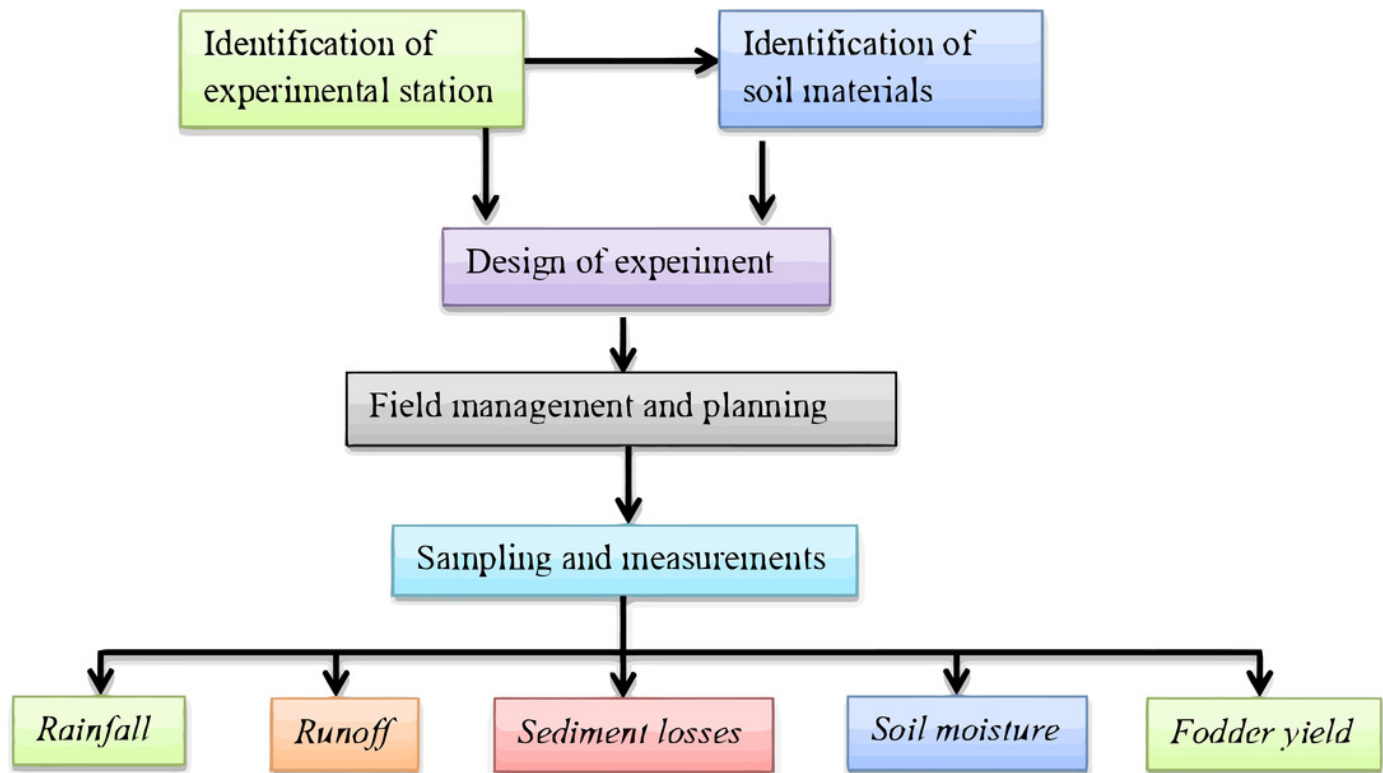 Identification of
experimental station
Identification of
soil materials
Design of experiment
Field management and planning
Sampling and measurements
Rainfall
Runoff
Sediment losses
Soil moisture
Fodder yield